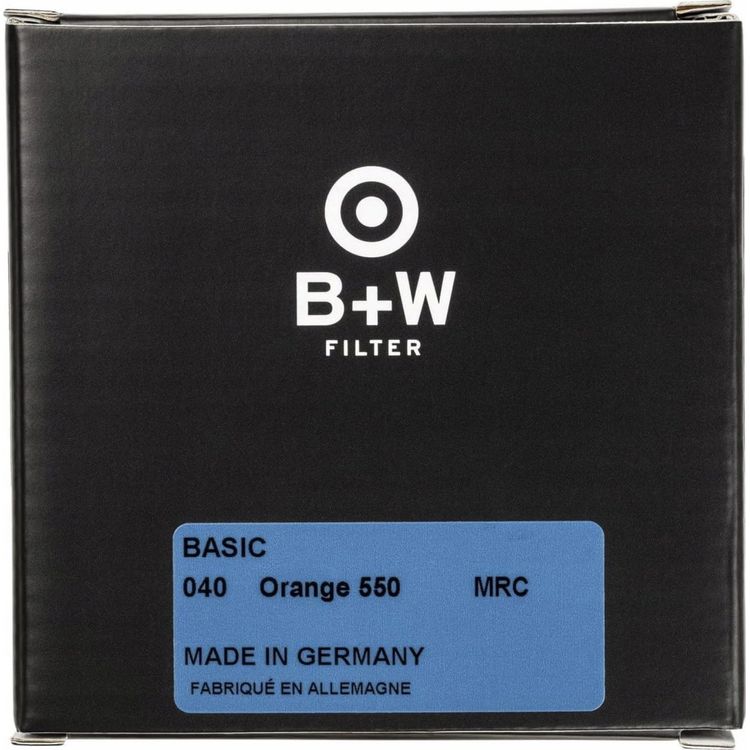 B+W
FILTER
BASIC
040 Orange 550 MRC
MADE IN GERMANY
FABRIQUÉ EN ALLEMAGNE